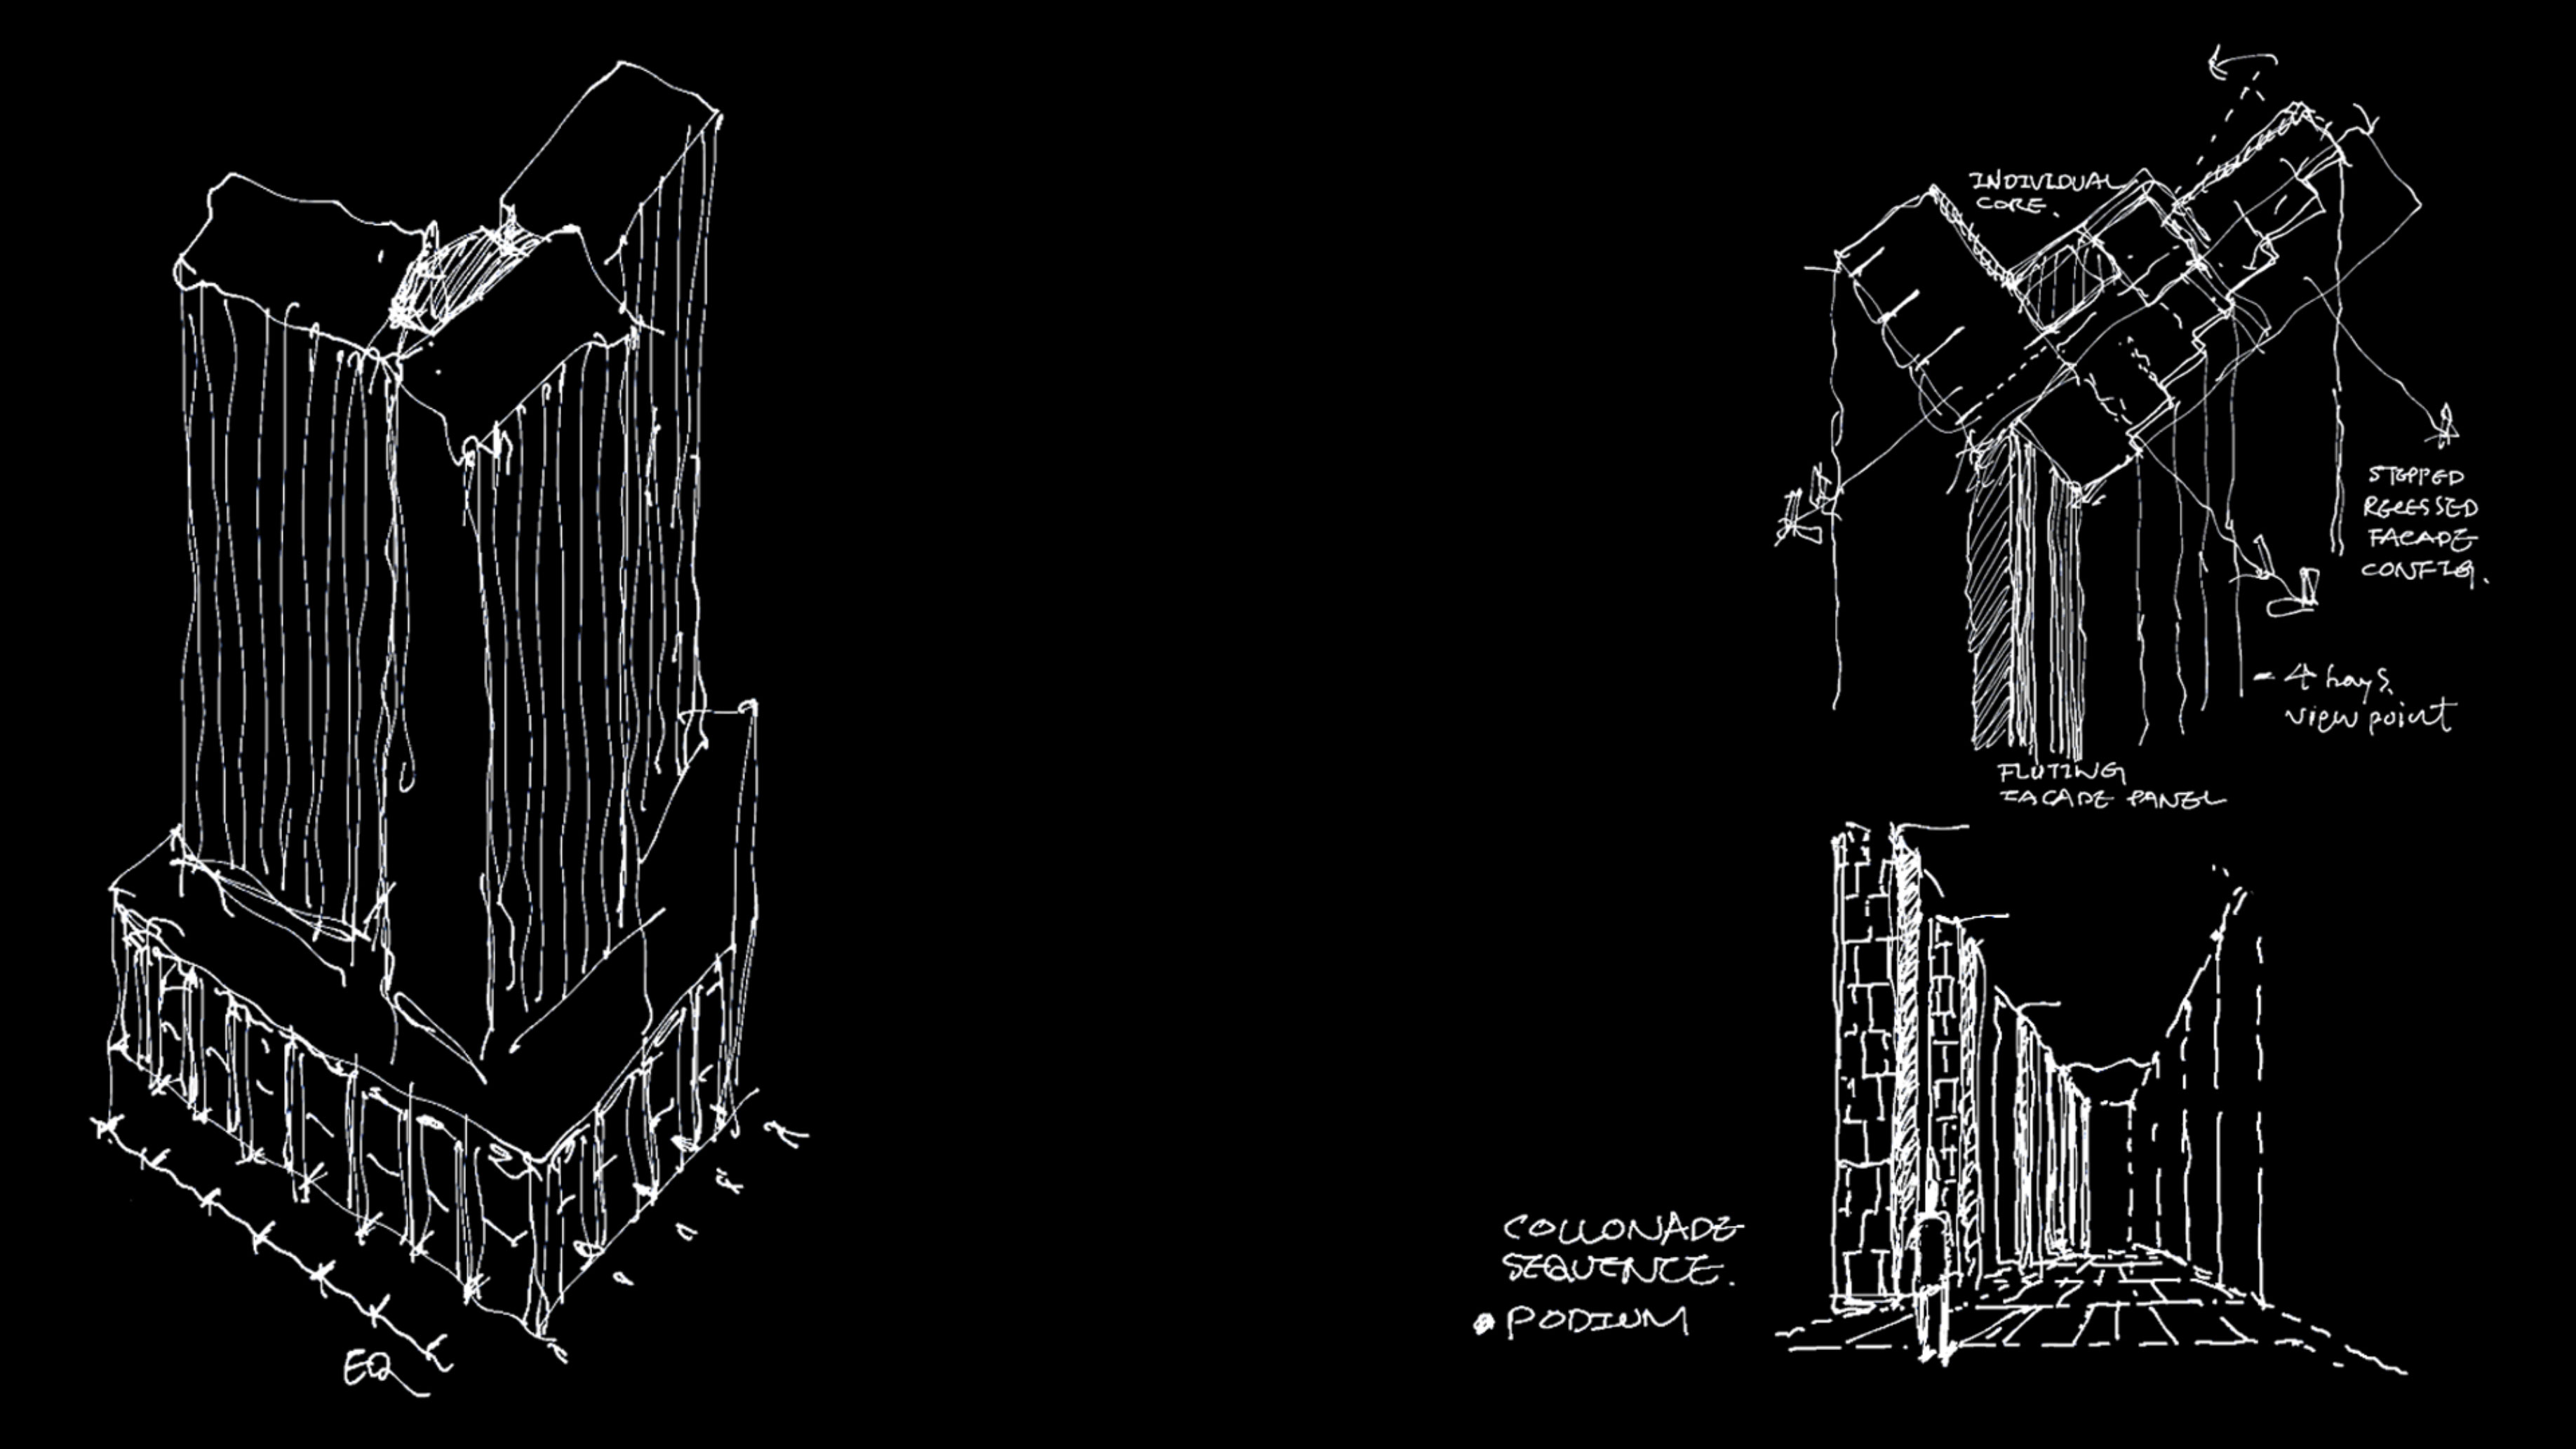 INDIVIDUAL
CORE.
STEPPED
RECESSED
FACADE
CONFIG.
- 4 bays
view point
FLUTING
FACADE PANEL
COLLONADE
SEQUENCE.
• PODIUM
EQ